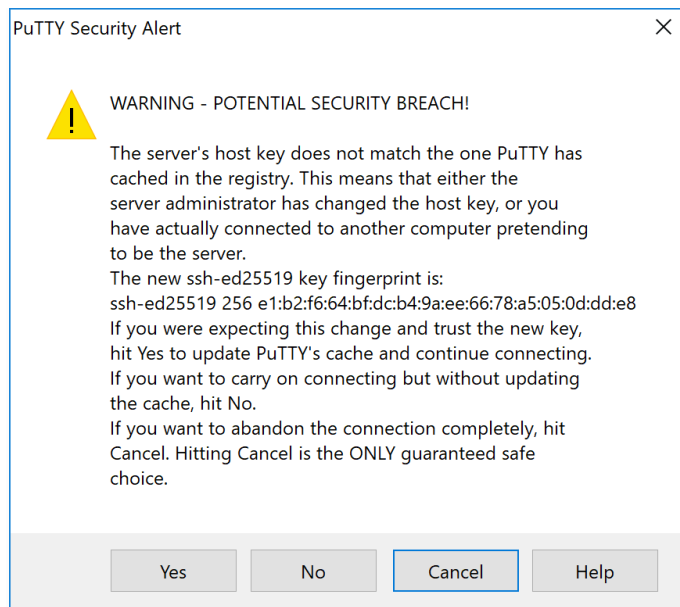 PuTTY Security Alert
WARNING - POTENTIAL SECURITY BREACH!
The server's host key does not match the one PuTTY has
cached in the registry. This means that either the
server administrator has changed the host key, or you
have actually connected to another computer pretending
to be the server.
The new ssh-ed25519 key fingerprint is:
ssh-ed25519 256 e1:b2:f6:64:bf:dc:b4:9a:ee:66:78:a5:05:0d:dd:e8
If you were expecting this change and trust the new key,
hit Yes to update PuTTY's cache and continue connecting.
If you want to carry on connecting but without updating
the cache, hit No.
If you want to abandon the connection completely, hit
Cancel. Hitting Cancel is the ONLY guaranteed safe
choice.
Yes No Cancel Help